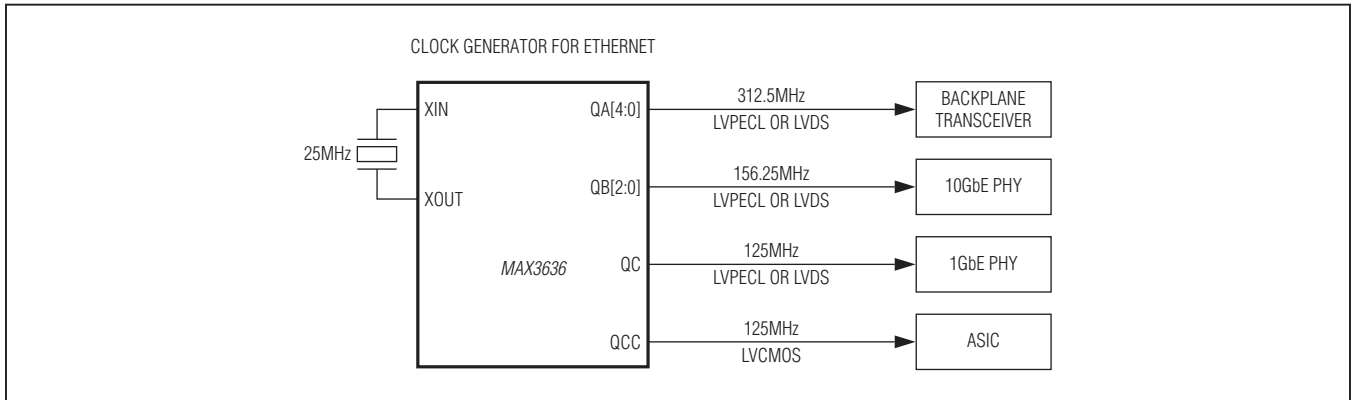 CLOCK GENERATOR FOR ETHERNET
XIN
XOUT
25MHz
MAX3636
QA[4:0]
312.5MHz
LVPECL OR LVDS
BACKPLANE
TRANSCEIVER
QB[2:0]
156.25MHz
LVPECL OR LVDS
10GbE PHY
QC
125MHz
LVPECL OR LVDS
1GbE PHY
QCC
125MHz
LVCMOS
ASIC